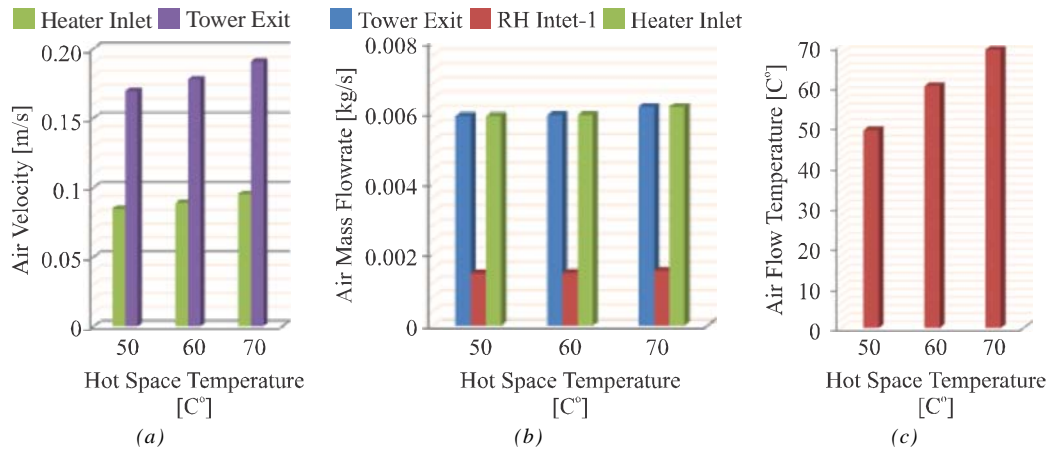 Heater Inlet Tower Exit
0.20
0.15
0.1
0.05
0
Air Velocity [m/s]
50 60 70
Hot Space Temperature
[C°]
(a)
Tower Exit RH Intet-1 Heater Inlet
0.008
0.006
0.004
0.002
0
Air Mass Flowrate [kg/s]
50 60 70
Hot Space Temperature
[C°]
(b)
70
60
50
40
30
20
10
0
Air Flow Temperature [C°]
50 60 70
Hot Space Temperature
[C°]
(c)